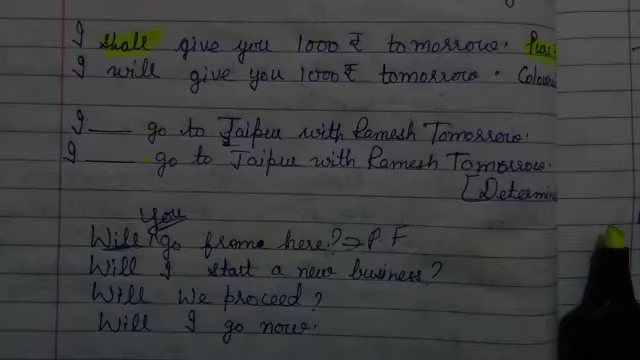 I shall give you 1000 ₹ tomorrow.
I will give you 1000 ₹ tomorrow.
I ___ go to Jaipur with Ramesh Tomorrow.
I ___ go to Jaipur with Ramesh Tomorrow.
[Determin
you
Will ^ go frome here? ⇒ P.F
Will I start a new business?
Will We proceed?
Will I go now.